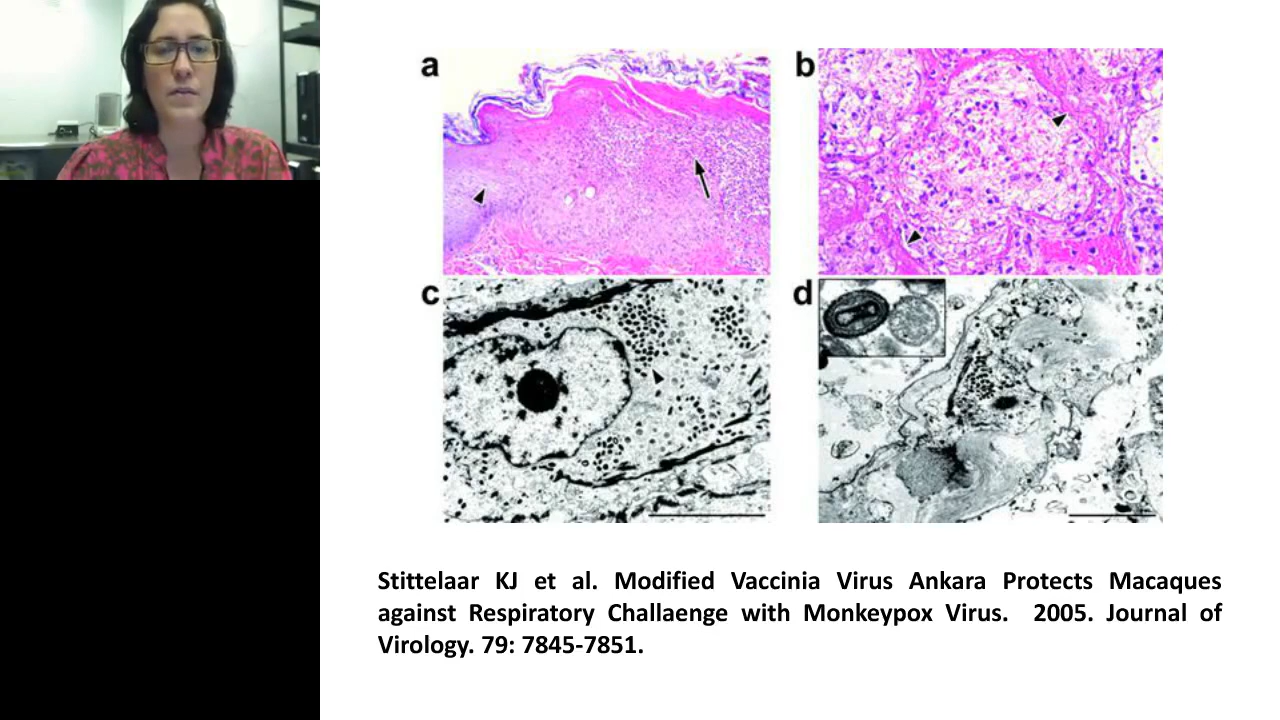 a
b
c
d
Stittelaar KJ et al. Modified Vaccinia Virus Ankara Protects Macaques
against Respiratory Challaenge with Monkeypox Virus. 2005. Journal of
Virology. 79: 7845-7851.